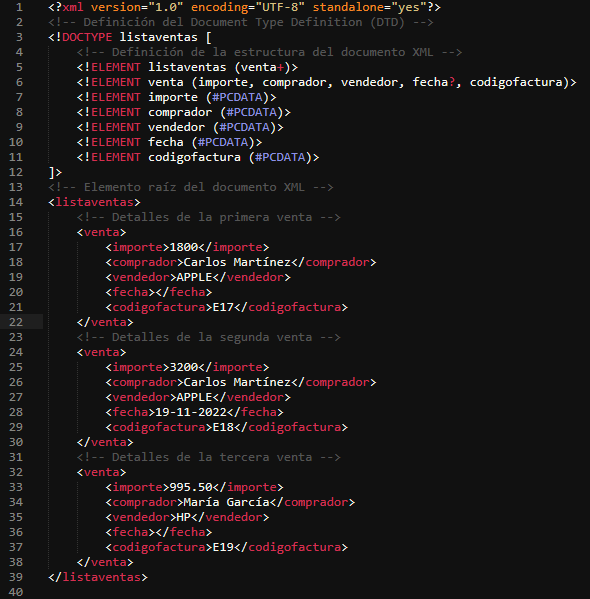 1 <?xml version="1.0" encoding="UTF-8" standalone="yes"?>
2 <!-- Definición del Document Type Definition (DTD) -->
3 <!DOCTYPE listaventas [
4     <!-- Definición de la estructura del documento XML -->
5     <!ELEMENT listaventas (venta+)>
6     <!ELEMENT venta (importe, comprador, vendedor, fecha?, codigofactura)>
7     <!ELEMENT importe (#PCDATA)>
8     <!ELEMENT comprador (#PCDATA)>
9     <!ELEMENT vendedor (#PCDATA)>
10     <!ELEMENT fecha (#PCDATA)>
11     <!ELEMENT codigofactura (#PCDATA)>
12 ]>
13 <!-- Elemento raíz del documento XML -->
14 <listaventas>
15     <!-- Detalles de la primera venta -->
16     <venta>
17         <importe>1800</importe>
18         <comprador>Carlos Martínez</comprador>
19         <vendedor>APPLE</vendedor>
20         <fecha></fecha>
21         <codigofactura>E17</codigofactura>
22     </venta>
23     <!-- Detalles de la segunda venta -->
24     <venta>
25         <importe>3200</importe>
26         <comprador>Carlos Martínez</comprador>
27         <vendedor>APPLE</vendedor>
28         <fecha>19-11-2022</fecha>
29         <codigofactura>E18</codigofactura>
30     </venta>
31     <!-- Detalles de la tercera venta -->
32     <venta>
33         <importe>995.50</importe>
34         <comprador>María García</comprador>
35         <vendedor>HP</vendedor>
36         <fecha></fecha>
37         <codigofactura>E19</codigofactura>
38     </venta>
39 </listaventas>
40